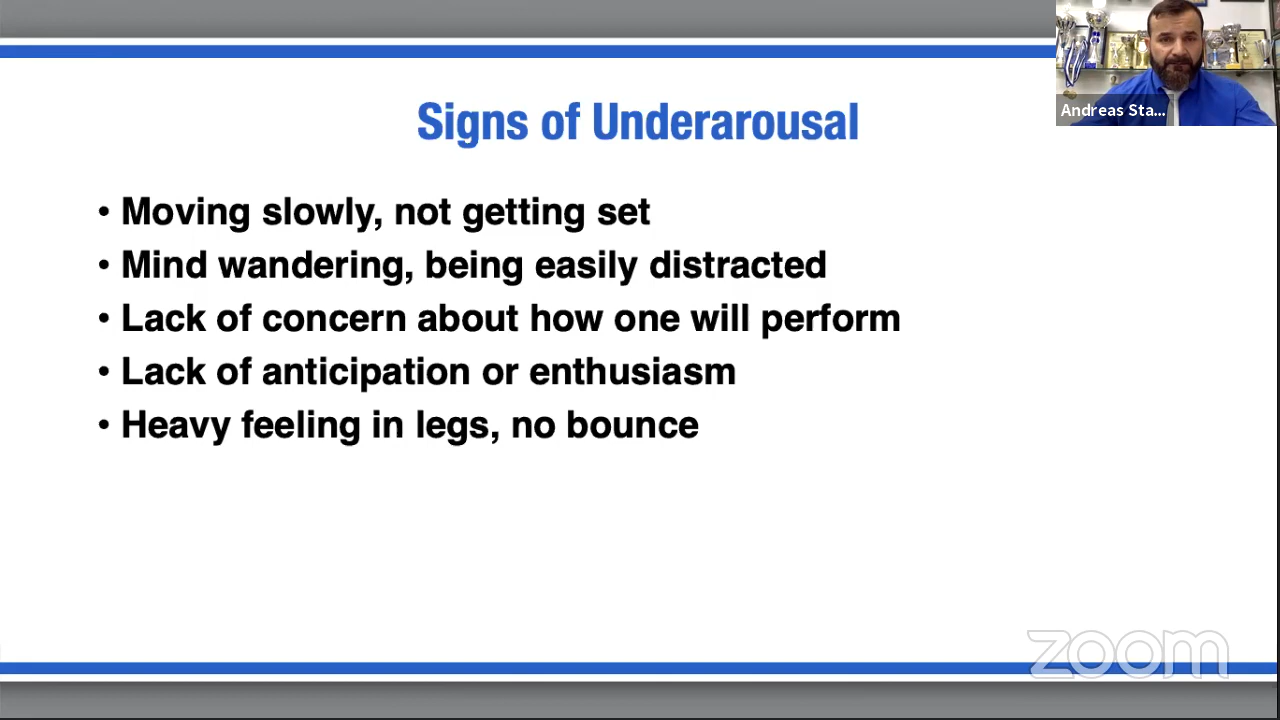 Signs of Underarousal
Andreas Sta...
• Moving slowly, not getting set
• Mind wandering, being easily distracted
• Lack of concern about how one will perform
• Lack of anticipation or enthusiasm
• Heavy feeling in legs, no bounce
zoom